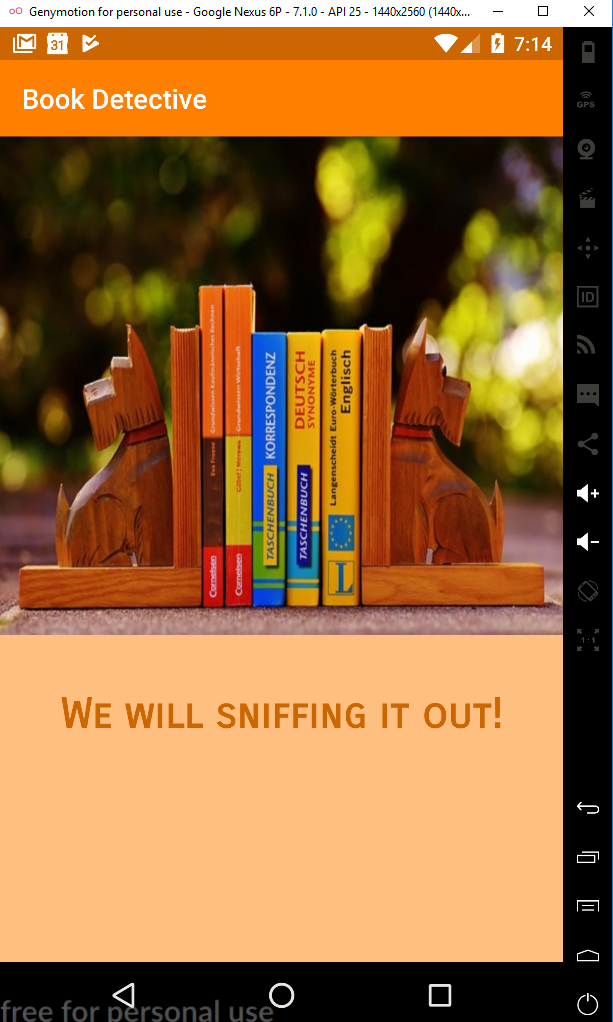 Genymotion for personal use - Google Nexus 6P - 7.1.0 - API 25 - 1440x2560 (1440x...
31
7:14
Book Detective
GPS
ID
Grundwissen Kaufmännisches Rechnen
Cornelsen
Grundwissen Wirtschaft
Cornelsen
KORRESPONDENZ
TASCHENBUCH
DEUTSCH
SYNONYME
TASCHENBUCH
Langenscheidt Euro-Wörterbuch
Englisch
L
1:1
We will sniffing it out!
free for personal use